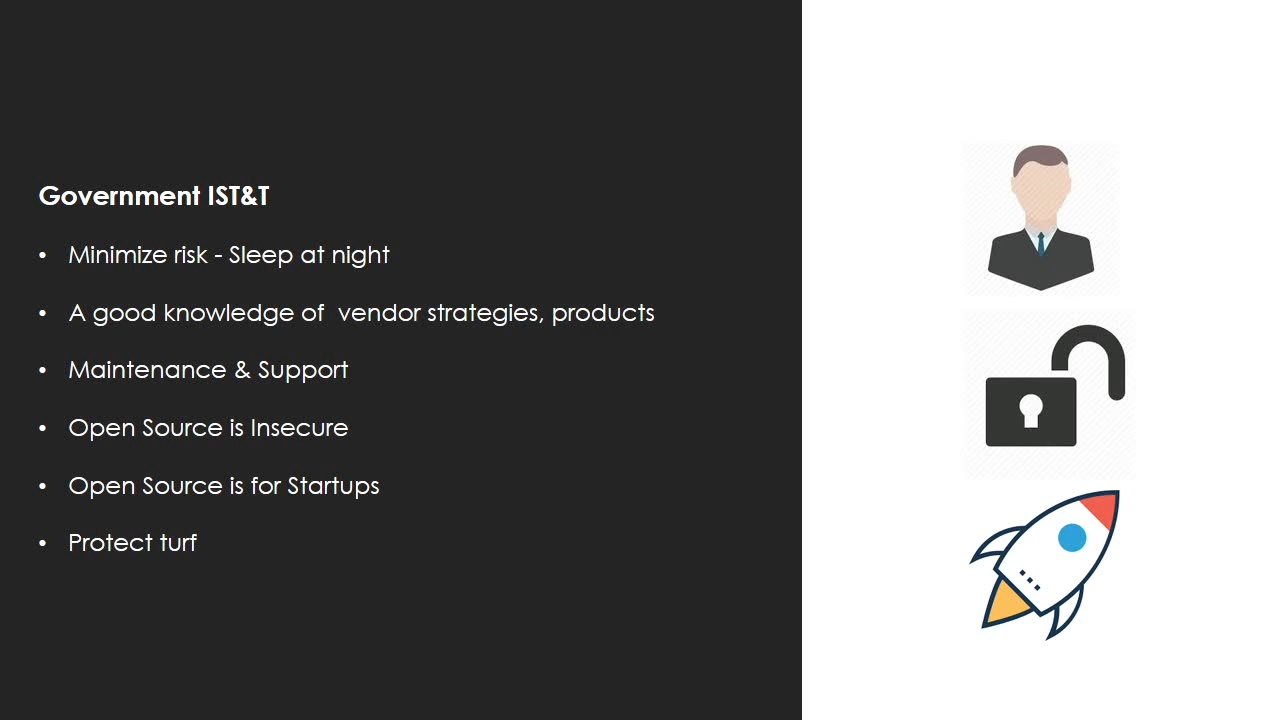 Government IST&T
• Minimize risk - Sleep at night
• A good knowledge of  vendor strategies, products
• Maintenance & Support
• Open Source is Insecure
• Open Source is for Startups
• Protect turf